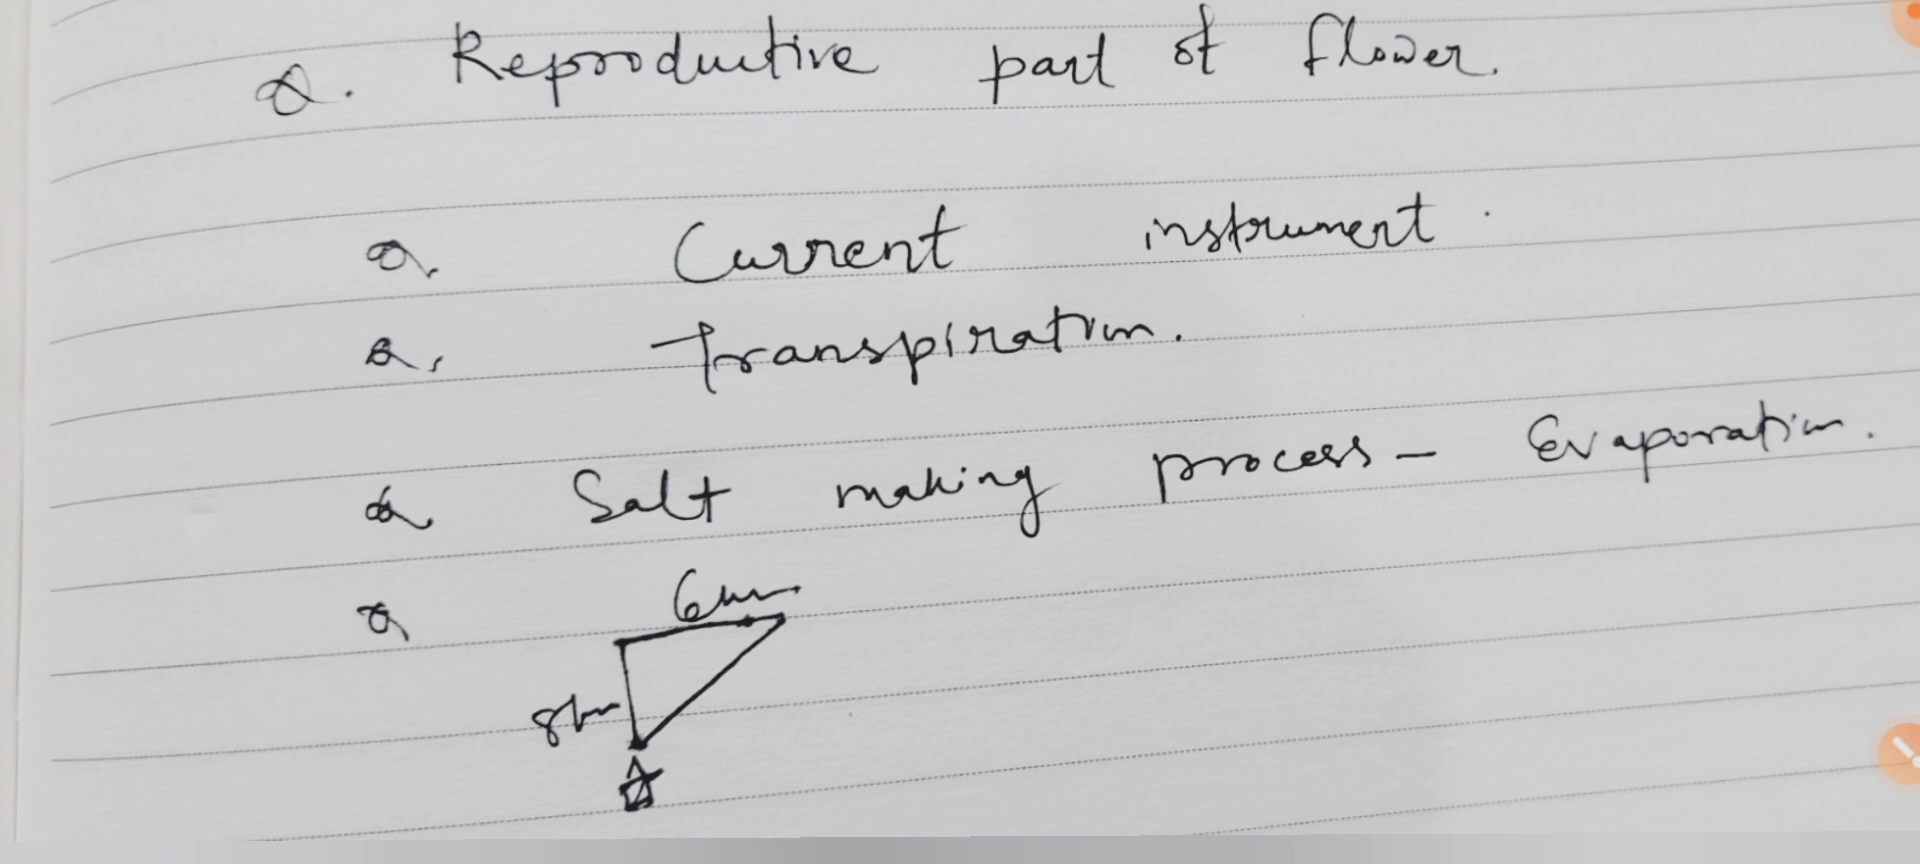 Q. Reproductive part of flower.
Q. Current instrument.
Q. Transpiration.
Q. Salt making process - Evaporation.
Q. 6km
8km